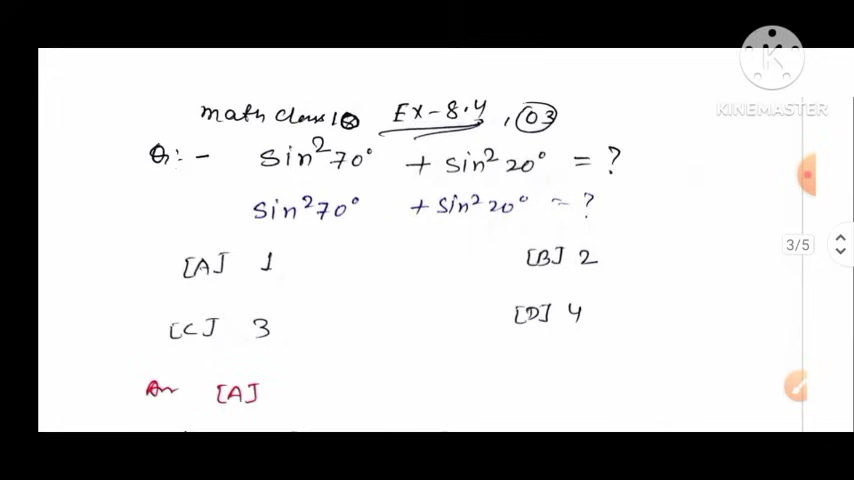 math class 10 Ex-8.4, 03
KINEMASTER
Q:- sin²70° + sin²20° = ?
sin²70° + sin²20° = ?
3/5
[A] 1 [B] 2
[C] 3 [D] 4
An [A]